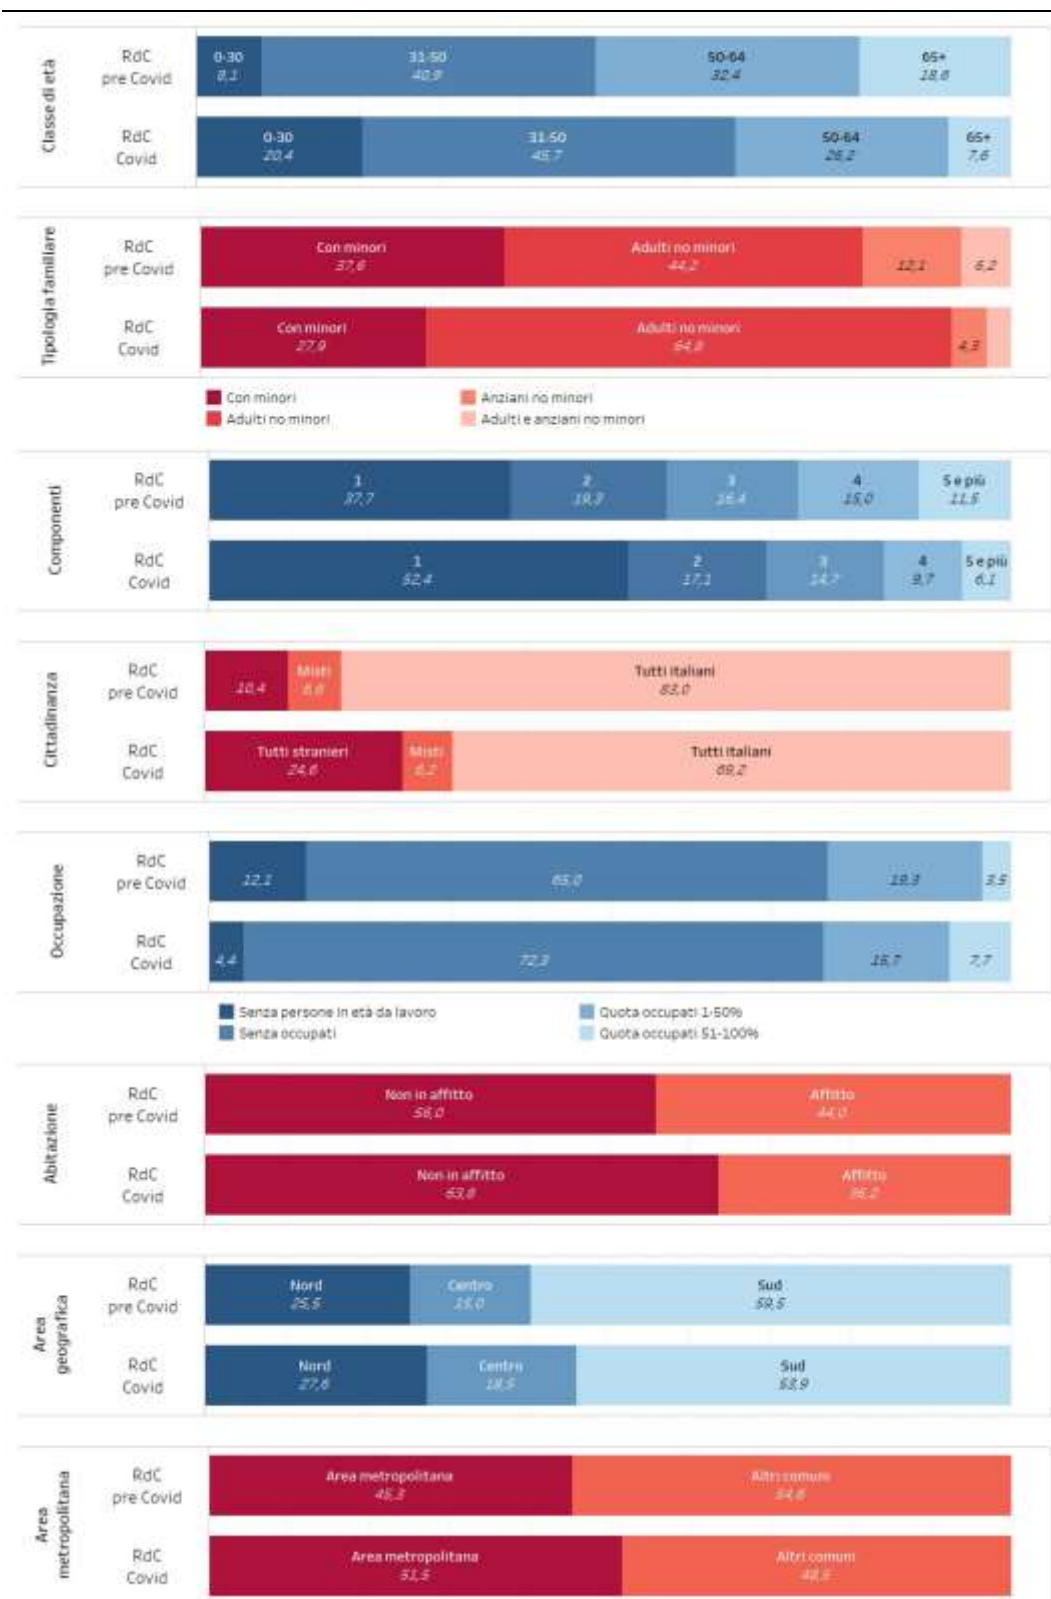 Classe di età
RdC
pre Covid
0-30
8,1
31-50
40,9
50-64
32,4
65+
18,6
RdC
Covid
0-30
20,4
31-50
45,7
50-64
26,2
65+
7,6
Tipologia familiare
RdC
pre Covid
Con minori
37,6
Adulti no minori
44,2
12,1
6,2
RdC
Covid
Con minori
27,9
Adulti no minori
64,8
4,3
Con minori
Adulti no minori
Anziani no minori
Adulti e anziani no minori
Componenti
RdC
pre Covid
1
37,7
2
19,3
3
16,4
4
15,0
5 e più
11,5
RdC
Covid
1
52,4
2
17,1
3
14,7
4
9,7
5 e più
6,1
Cittadinanza
RdC
pre Covid
10,4
Misti
6,6
Tutti italiani
83,0
RdC
Covid
Tutti stranieri
24,6
Misti
6,2
Tutti italiani
69,2
Occupazione
RdC
pre Covid
12,1
65,0
19,3
3,5
RdC
Covid
4,4
72,3
15,7
7,7
Senza persone in età da lavoro
Senza occupati
Quota occupati 1-50%
Quota occupati 51-100%
Abitazione
RdC
pre Covid
Non in affitto
56,0
Affitto
44,0
RdC
Covid
Non in affitto
63,8
Affitto
36,2
Area
geografica
RdC
pre Covid
Nord
25,5
Centro
15,0
Sud
59,5
RdC
Covid
Nord
27,6
Centro
18,5
Sud
53,9
Area
metropolitana
RdC
pre Covid
Area metropolitana
45,3
Altri comuni
54,6
RdC
Covid
Area metropolitana
51,5
Altri comuni
48,5